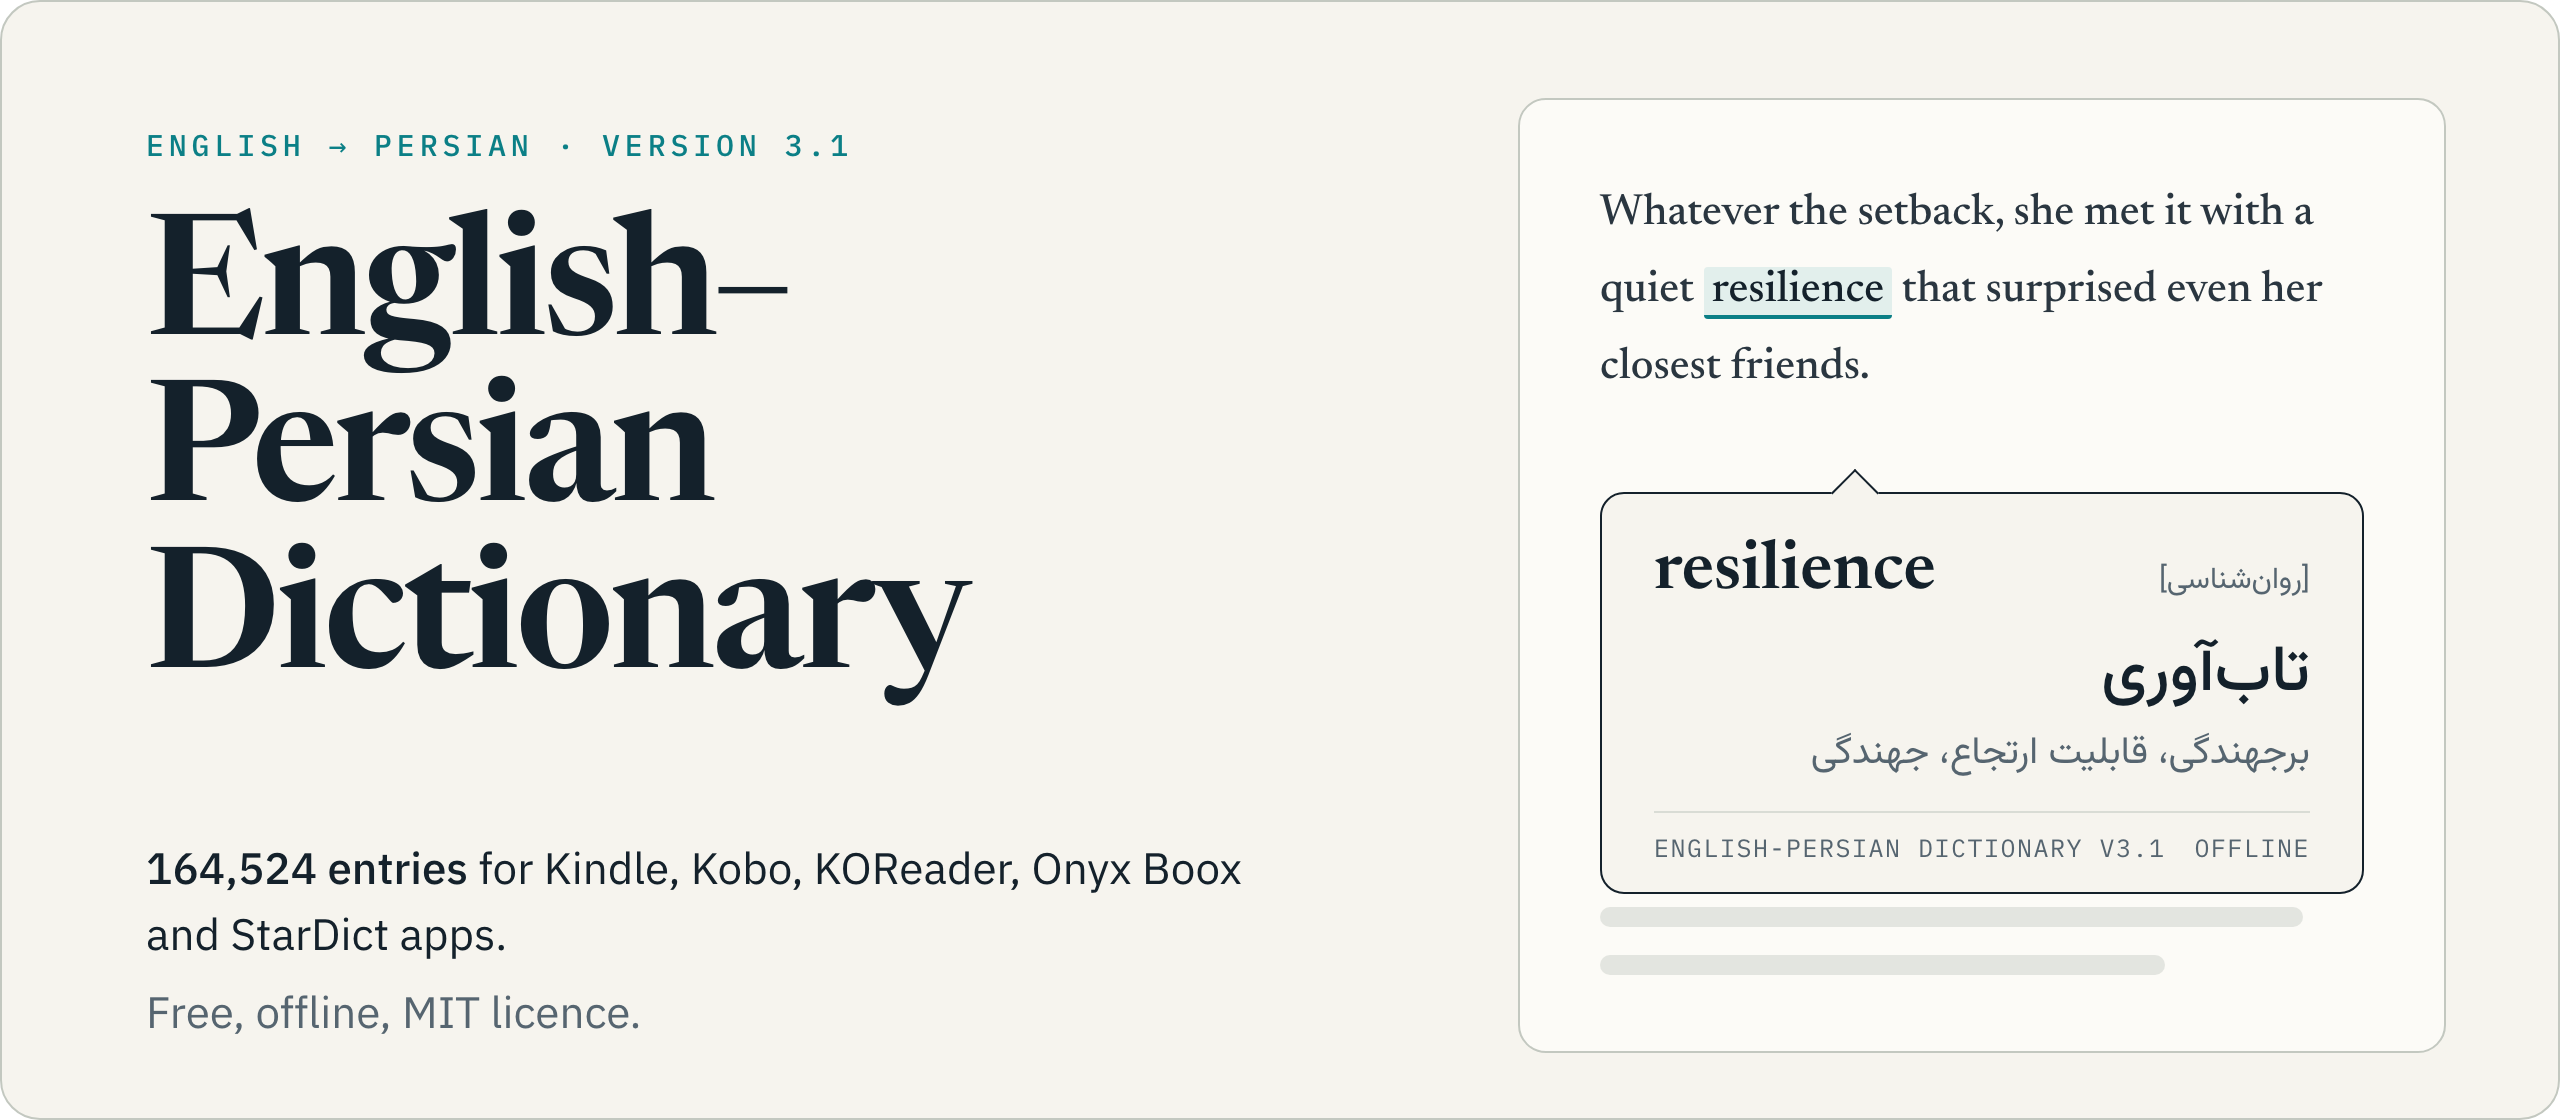 ENGLISH → PERSIAN · VERSION 3.1
English–
Persian
Dictionary
164,524 entries for Kindle, Kobo, KOReader, Onyx Boox
and StarDict apps.
Free, offline, MIT licence.
Whatever the setback, she met it with a
quiet resilience that surprised even her
closest friends.
resilience [روان‌شناسی]
تاب‌آوری
برجهندگی، قابلیت ارتجاع، جهندگی
ENGLISH-PERSIAN DICTIONARY V3.1 OFFLINE